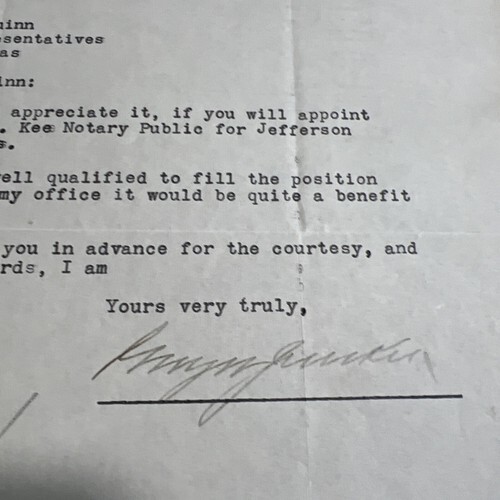 uinn
esentatives
as
inn:
appreciate it, if you will appoint
. Kee Notary Public for Jefferson
s.
ell qualified to fill the position
my office it would be quite a benefit
you in advance for the courtesy, and
rds, I am
Yours very truly,